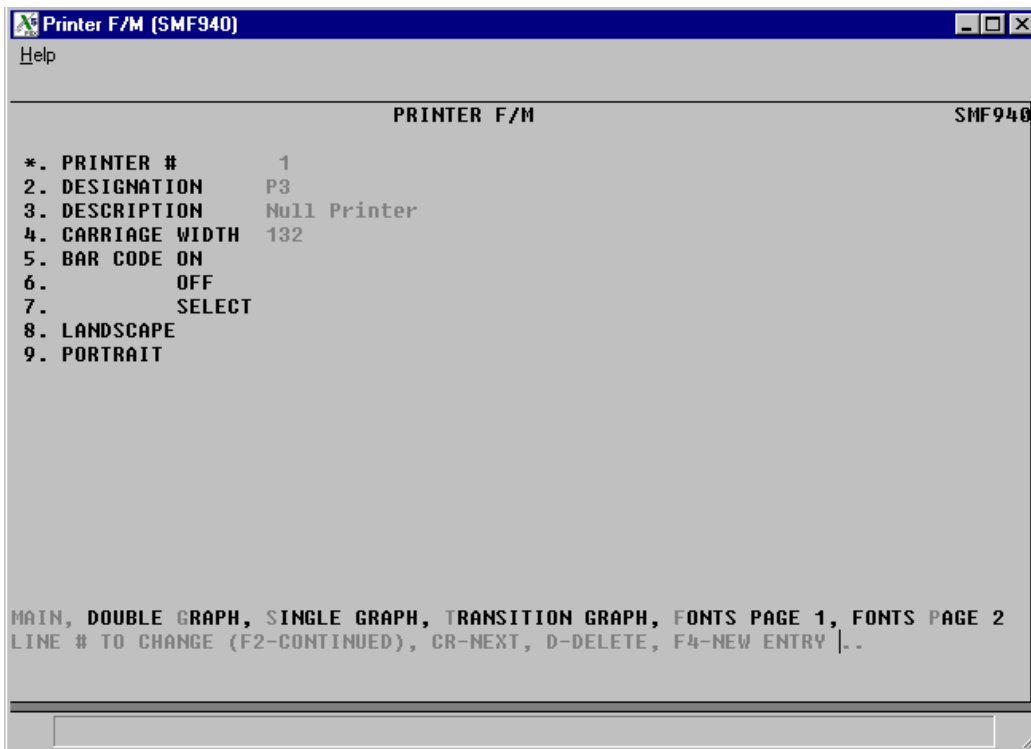 Printer F/M (SMF940)
Help
PRINTER F/M SMF940
*. PRINTER # 1
2. DESIGNATION P3
3. DESCRIPTION Null Printer
4. CARRIAGE WIDTH 132
5. BAR CODE ON
6. OFF
7. SELECT
8. LANDSCAPE
9. PORTRAIT
MAIN, DOUBLE GRAPH, SINGLE GRAPH, TRANSITION GRAPH, FONTS PAGE 1, FONTS PAGE 2
LINE # TO CHANGE (F2-CONTINUED), CR-NEXT, D-DELETE, F4-NEW ENTRY ..